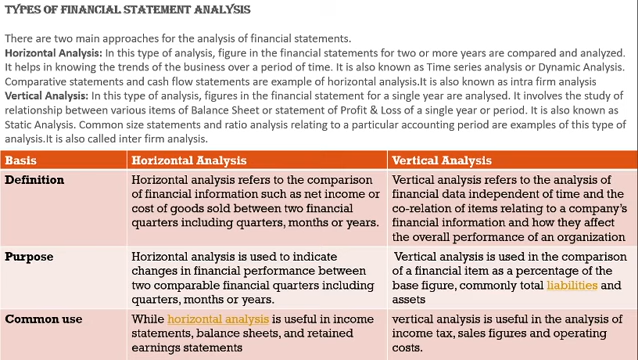 TYPES OF FINANCIAL STATEMENT ANALYSIS
There are two main approaches for the analysis of financial statements.
Horizontal Analysis: In this type of analysis, figure in the financial statements for two or more years are compared and analyzed.
It helps in knowing the trends of the business over a period of time. It is also known as Time series analysis or Dynamic Analysis.
Comparative statements and cash flow statements are example of horizontal analysis.It is also known as intra firm analysis
Vertical Analysis: In this type of analysis, figures in the financial statement for a single year are analysed. It involves the study of
relationship between various items of Balance Sheet or statement of Profit & Loss of a single year or period. It is also known as
Static Analysis. Common size statements and ratio analysis relating to a particular accounting period are examples of this type of
analysis.It is also called inter firm analysis.
Basis Horizontal Analysis Vertical Analysis
Definition
Horizontal analysis refers to the comparison
of financial information such as net income or
cost of goods sold between two financial
quarters including quarters, months or years.
Vertical analysis refers to the analysis of
financial data independent of time and the
co-relation of items relating to a company's
financial information and how they affect
the overall performance of an organization
Purpose
Horizontal analysis is used to indicate
changes in financial performance between
two comparable financial quarters including
quarters, months or years.
Vertical analysis is used in the comparison
of a financial item as a percentage of the
base figure, commonly total liabilities and
assets
Common use
While horizontal analysis is useful in income
statements, balance sheets, and retained
earnings statements
vertical analysis is useful in the analysis of
income tax, sales figures and operating
costs.